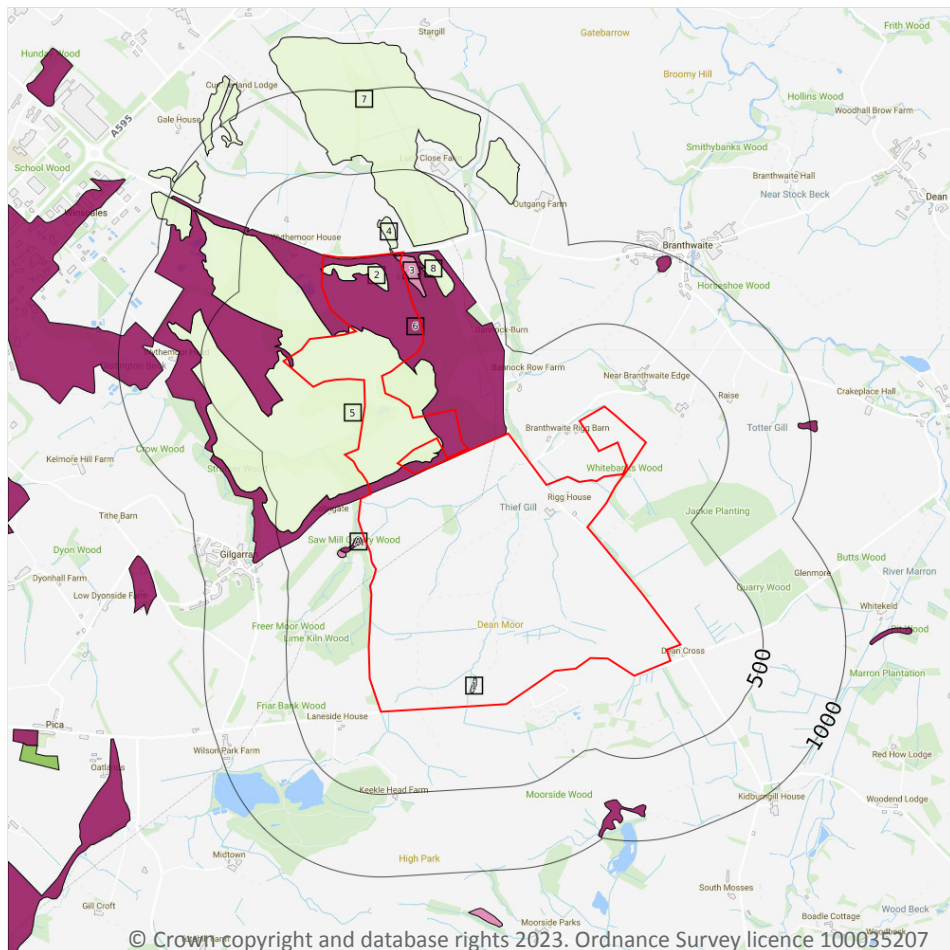 Stargill
Frith Wood
Gatebarrow
Broomy Hill
Hollins Wood
Woodhall Brow Farm
A595
Gale House
7
School Wood
Smithybanks Wood
Branthwaite Hall
Near Stock Beck
Dean
Outgang Farm
4
Wythemoor House
Branthwaite
2
3
8
Horseshoe Wood
6
Bannock Row Farm
Near Branthwaite Edge
Crakeplace Hall
Raise
5
Branthwaite Rigg Barn
Totter Gill
Crow Wood
Kelmore Hill Farm
Whitebanks Wood
Rigg House
Thief Gill
Jackie Planting
Tithe Barn
Saw Mill Quarry Wood
Dyon Wood
Gilgarran
Butts Wood
Glenmore
River Marron
Dyonhall Farm
Low Dyonside Farm
Quarry Wood
Whitekeld
Freer Moor Wood
Lime Kiln Wood
Dean Moor
Dean Cross
500
Marron Plantation
Friar Bank Wood
Laneside House
1000
Pica
Wilson Park Farm
Red How Lodge
Oatlands
Keekle Head Farm
Moorside Wood
Kidburngill House
Woodend Lodge
Midtown
High Park
South Mosses
Gill Croft
Moorside Parks
Boadle Cottage
Wood Beck
© Crown copyright and database rights 2023. Ordnance Survey licence 100035207